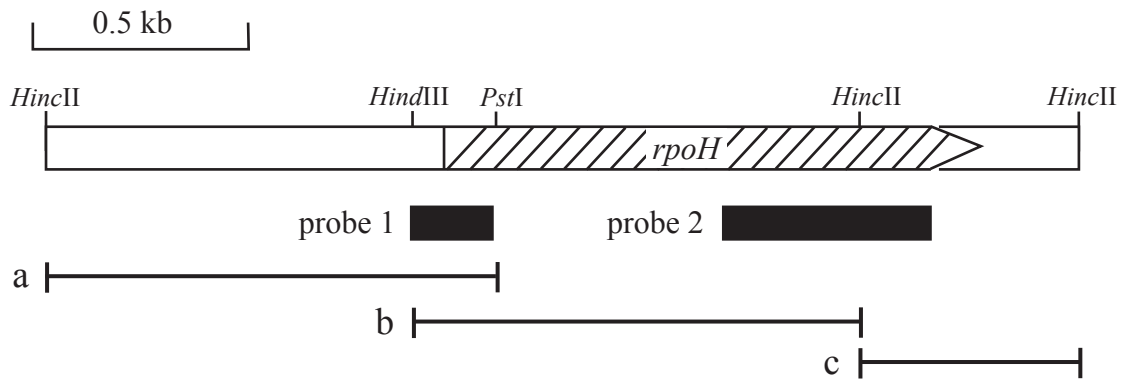 0.5 kb
HincII HindIII PstI HincII HincII
rpoH
probe 1 probe 2
a
b
c